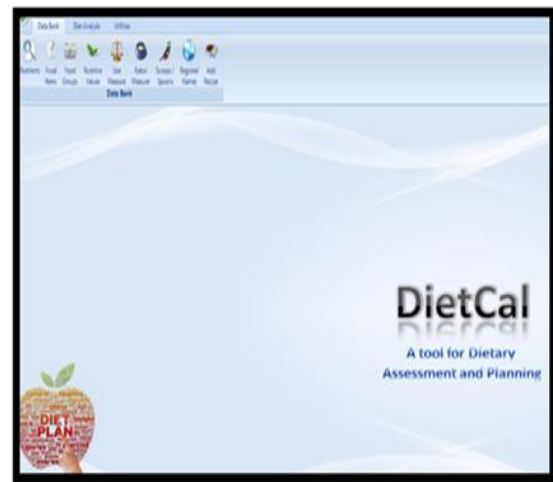 Data Bank Diet Analysis Utilities
Nutrients Food Food Nutritive Size Scoops / Regional Add
Items Groups Values Measure Measure Spoons Names Recipe
Data Bank
DietCal
A tool for Dietary
Assessment and Planning
DIET
PLAN